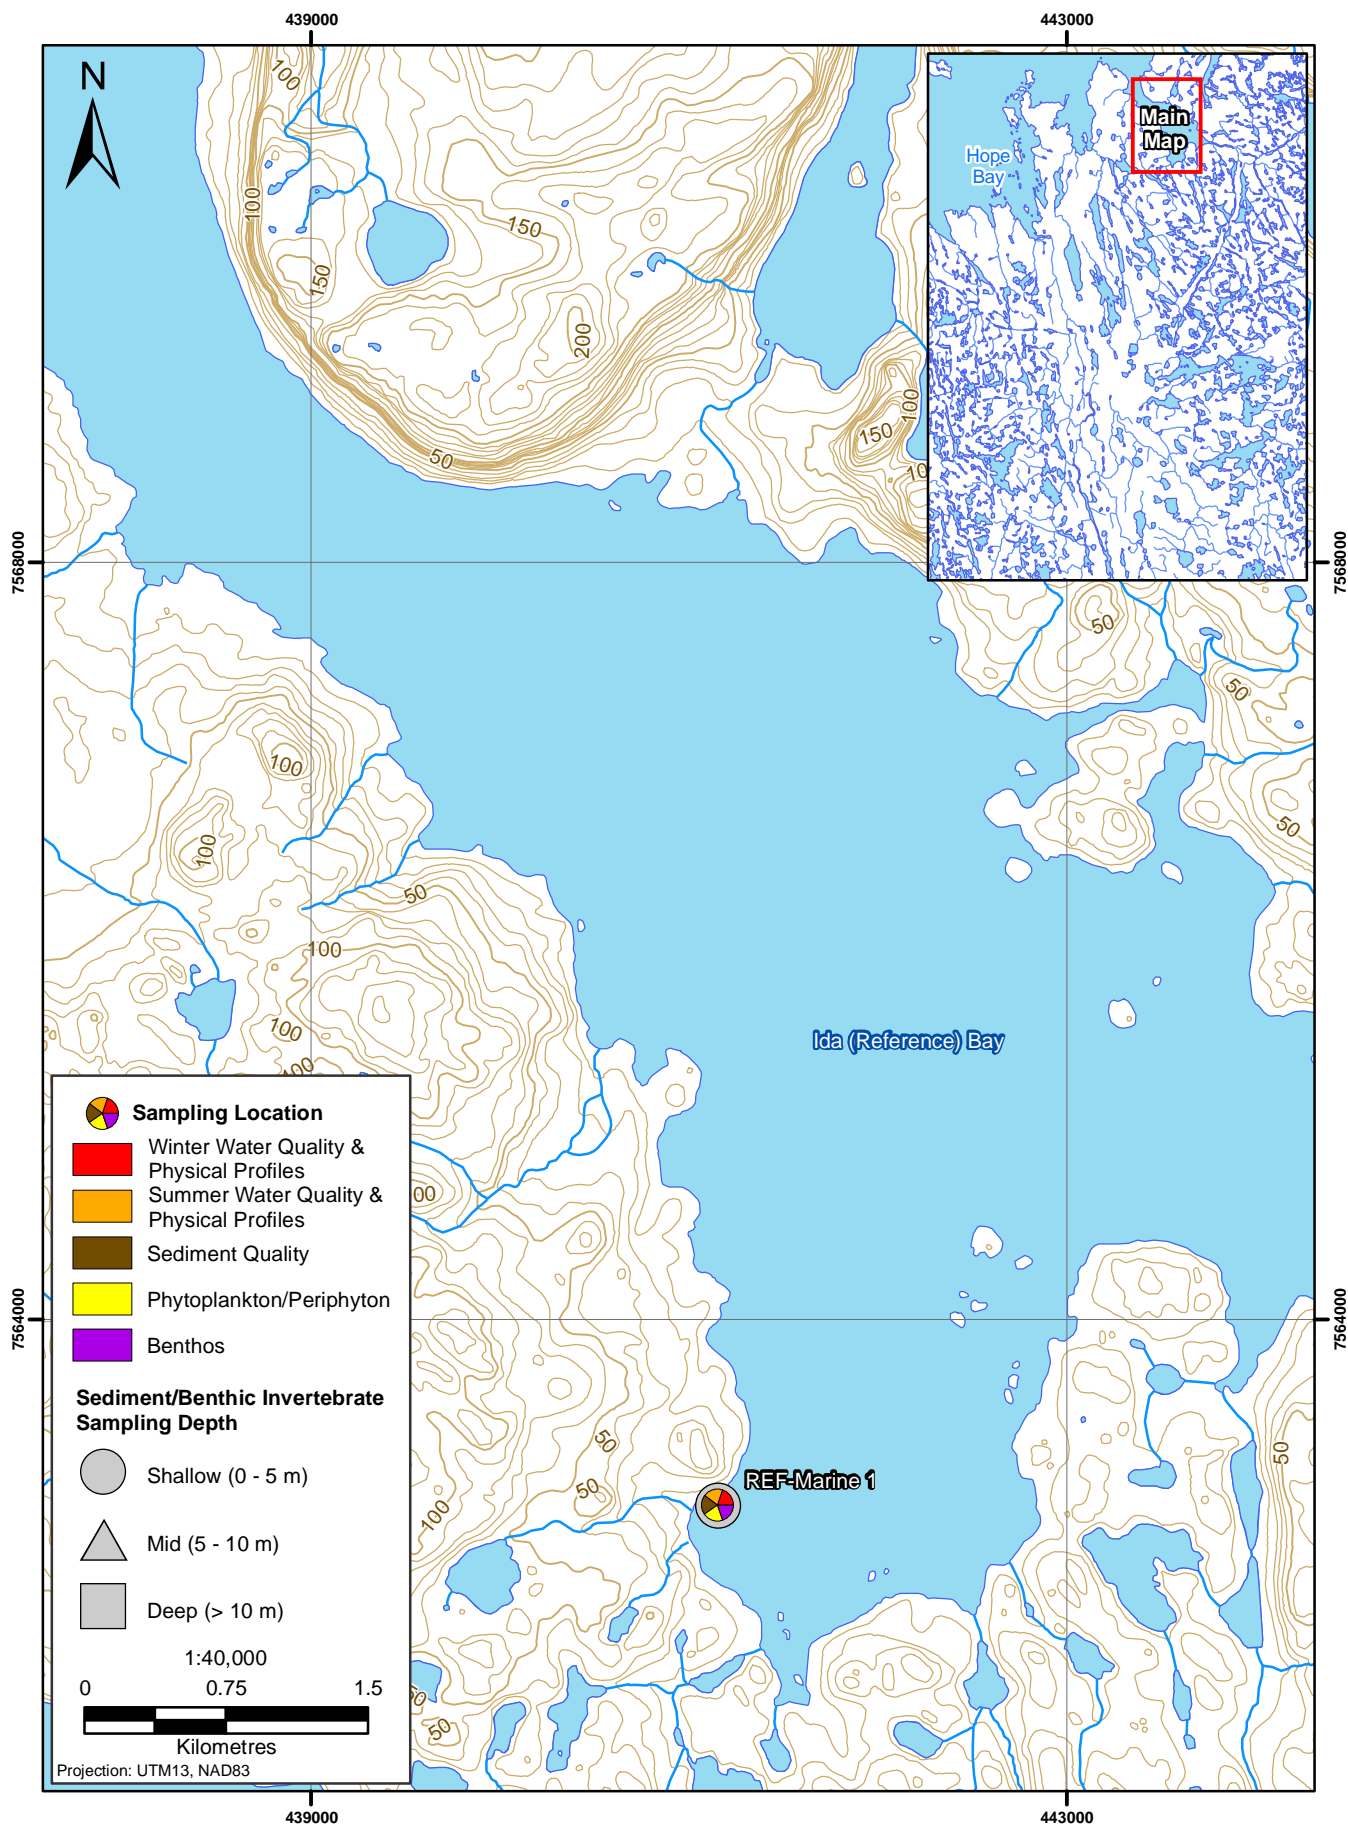 439000
443000
N
100
100
150
150
200
50
150
100
10
Hope
Bay
Main
Map
7568000
7568000
50
50
50
100
100
50
100
100
100
00
Ida (Reference) Bay
7564000
7564000
50
50
100
50
50
50
REF-Marine 1
Sampling Location
Winter Water Quality &
Physical Profiles
Summer Water Quality &
Physical Profiles
Sediment Quality
Phytoplankton/Periphyton
Benthos
Sediment/Benthic Invertebrate
Sampling Depth
Shallow (0 - 5 m)
Mid (5 - 10 m)
Deep (> 10 m)
1:40,000
0 0.75 1.5
Kilometres
Projection: UTM13, NAD83
439000
443000